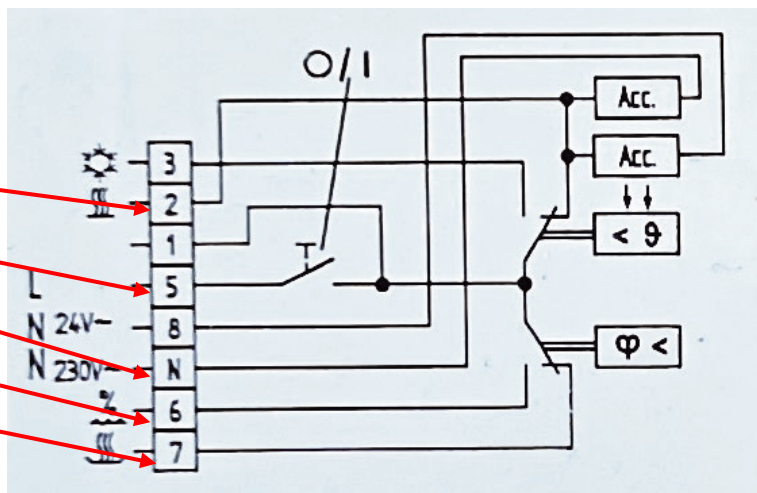 O/I
Acc.
3
Acc.
2
1
< ϑ
L 5
N 24V~ 8
N 230V~ N
φ <
% 6
7